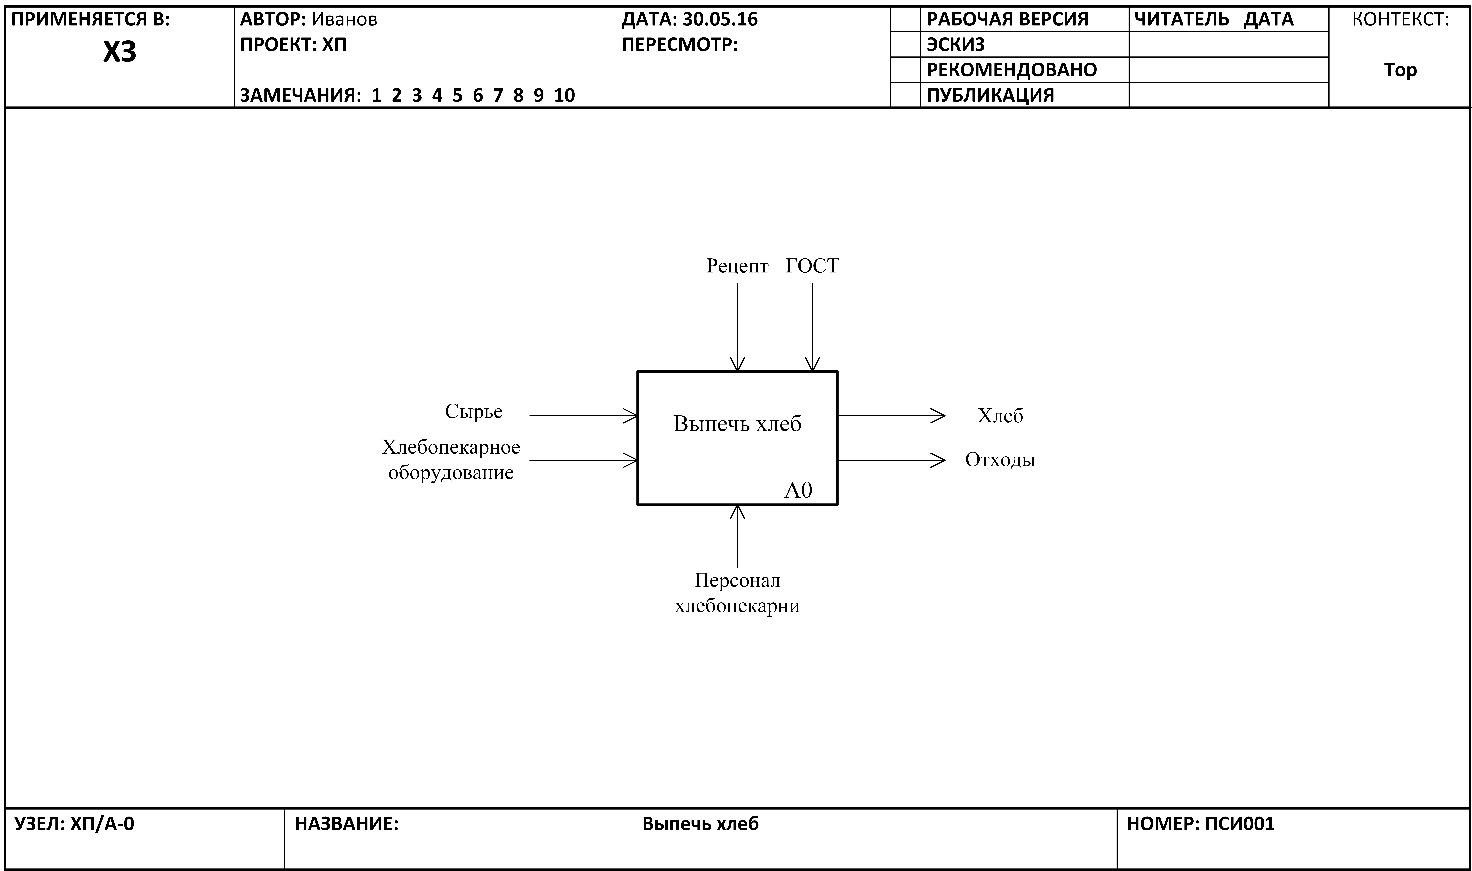 ПРИМЕНЯЕТСЯ В:
ХЗ
АВТОР: Иванов
ПРОЕКТ: ХП
ЗАМЕЧАНИЯ: 1 2 3 4 5 6 7 8 9 10
ДАТА: 30.05.16
ПЕРЕСМОТР:
РАБОЧАЯ ВЕРСИЯ
ЭСКИЗ
РЕКОМЕНДОВАНО
ПУБЛИКАЦИЯ
ЧИТАТЕЛЬ ДАТА
КОНТЕКСТ:
Top
Рецепт ГОСТ
Сырье
Хлебопекарное
оборудование
Выпечь хлеб
А0
Хлеб
Отходы
Персонал
хлебопекарни
УЗЕЛ: ХП/А-0
НАЗВАНИЕ:
Выпечь хлеб
НОМЕР: ПСИ001